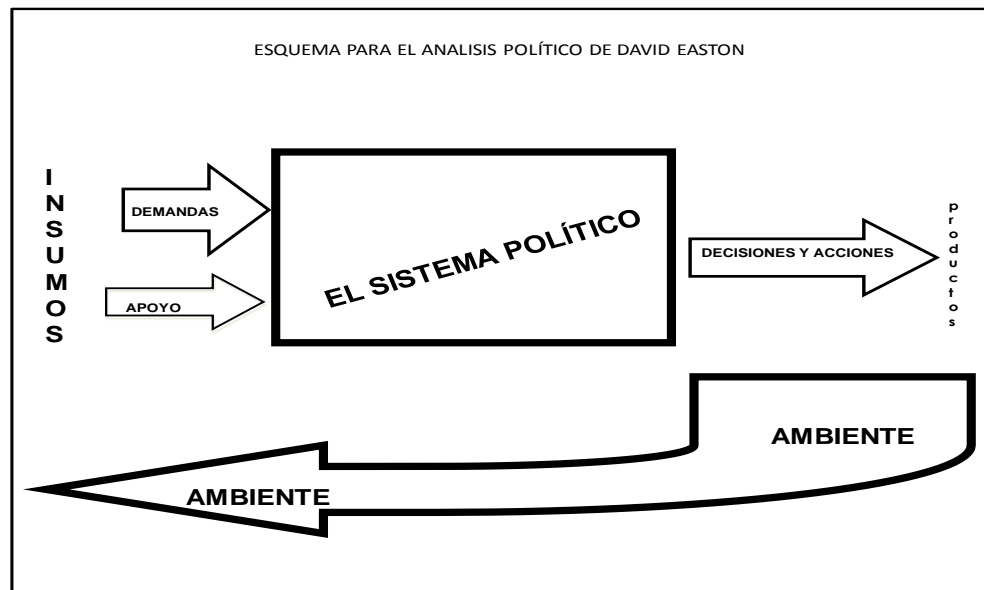 ESQUEMA PARA EL ANALISIS POLÍTICO DE DAVID EASTON
INSUMOS
DEMANDAS
APOYO
EL SISTEMA POLÍTICO
DECISIONES Y ACCIONES
productos
AMBIENTE
AMBIENTE